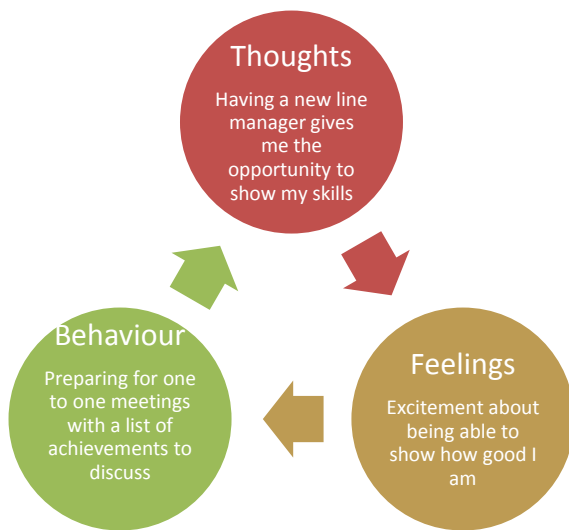 Thoughts
Having a new line
manager gives
me the
opportunity to
show my skills
Feelings
Excitement about
being able to
show how good I
am
Behaviour
Preparing for one
to one meetings
with a list of
achievements to
discuss